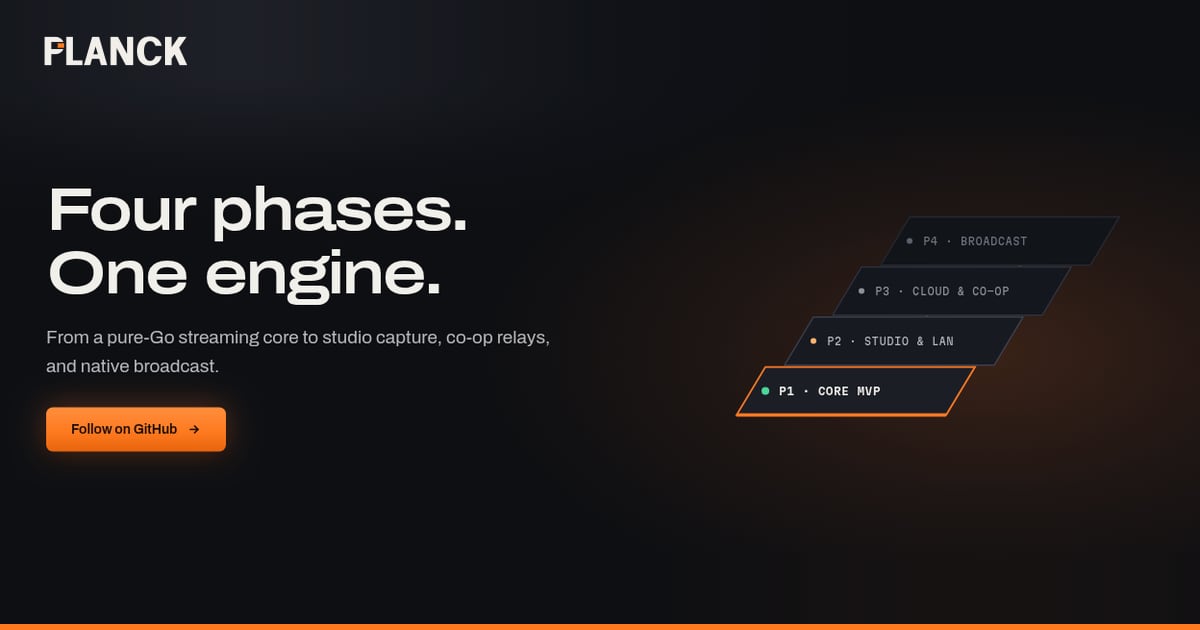 PLANCK
Four phases.
One engine.
From a pure-Go streaming core to studio capture, co-op relays,
and native broadcast.
Follow on GitHub →
P4 · BROADCAST
P3 · CLOUD & CO-OP
P2 · STUDIO & LAN
P1 · CORE MVP